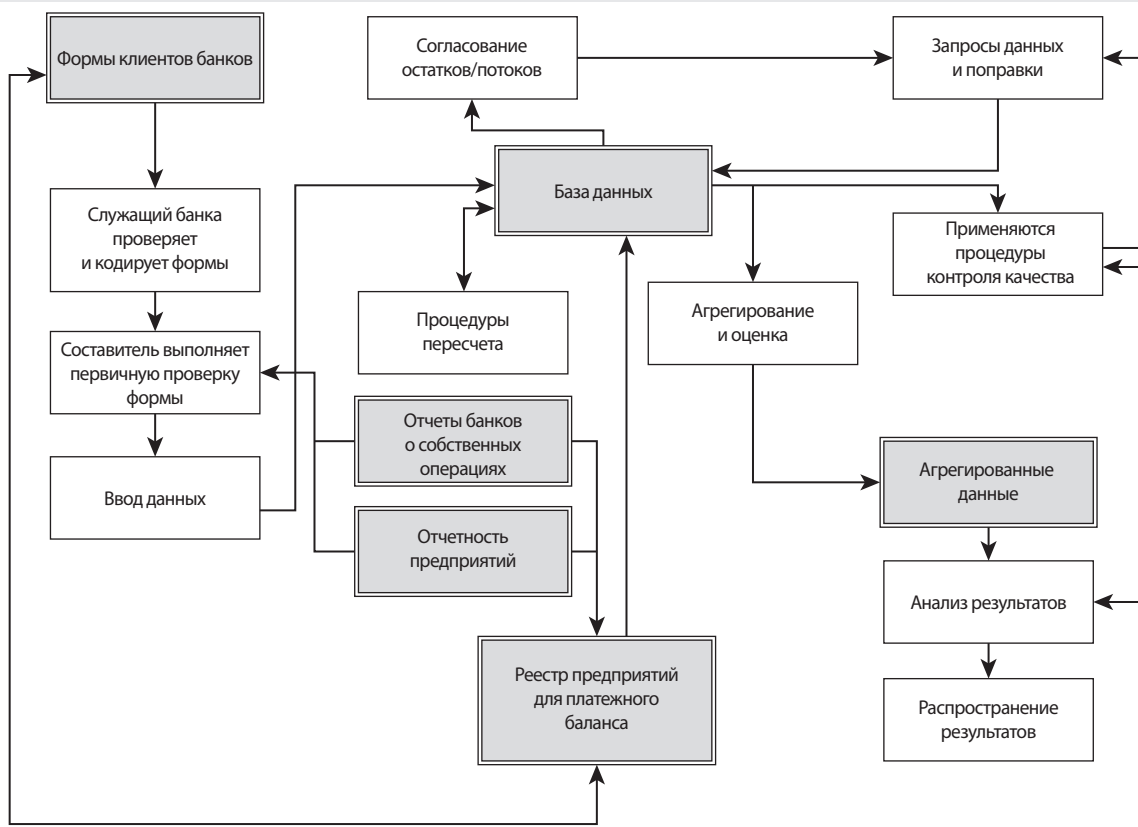 Формы клиентов банков
Согласование
остатков/потоков
Запросы данных
и поправки
База данных
Служащий банка
проверяет
и кодирует формы
Применяются
процедуры
контроля качества
Процедуры
пересчета
Агрегирование
и оценка
Составитель выполняет
первичную проверку
формы
Отчеты банков
о собственных
операциях
Ввод данных
Агрегированные
данные
Отчетность
предприятий
Анализ результатов
Реестр предприятий
для платежного
баланса
Распространение
результатов